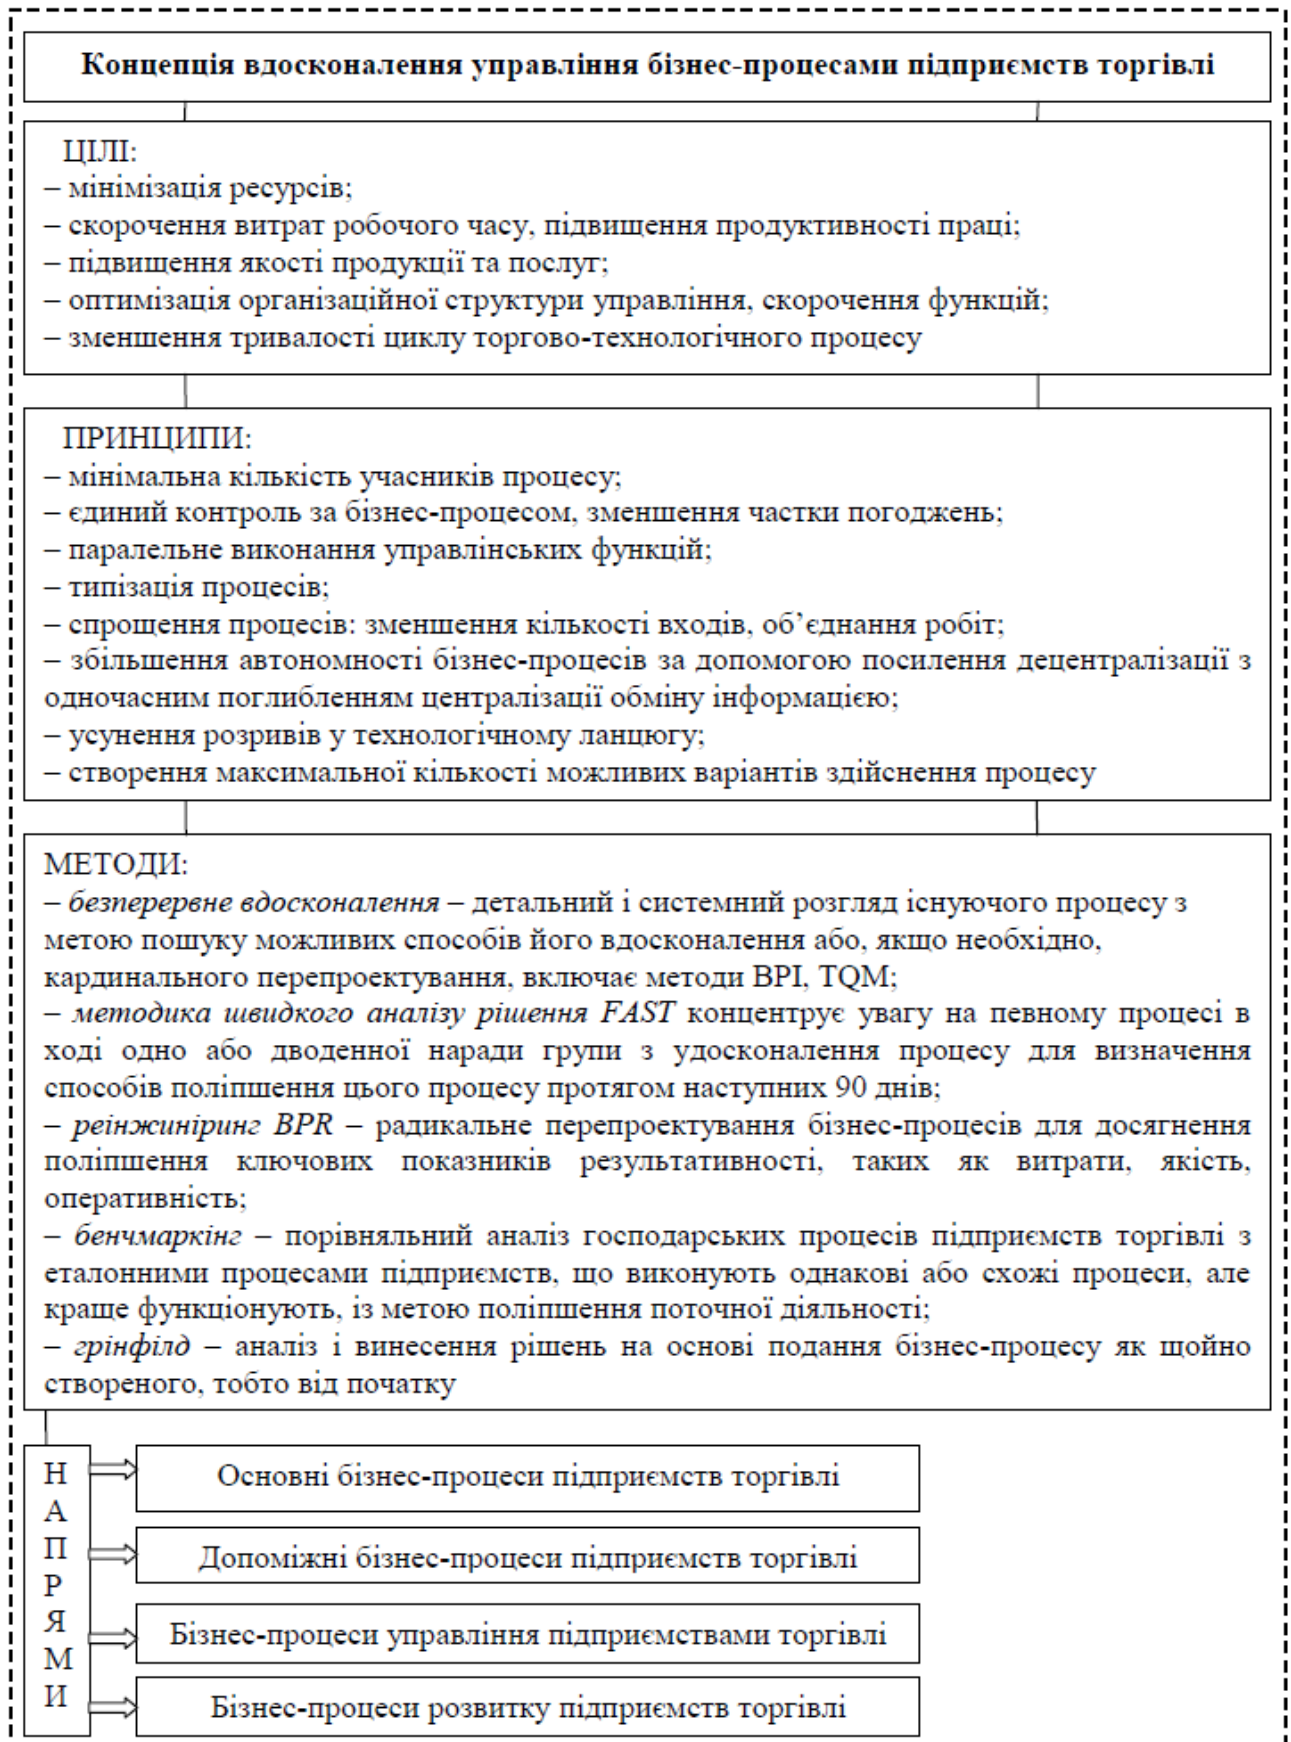 Концепція вдосконалення управління бізнес-процесами підприємств торгівлі
ЦІЛІ:
– мінімізація ресурсів;
– скорочення витрат робочого часу, підвищення продуктивності праці;
– підвищення якості продукції та послуг;
– оптимізація організаційної структури управління, скорочення функцій;
– зменшення тривалості циклу торгово-технологічного процесу
ПРИНЦИПИ:
– мінімальна кількість учасників процесу;
– єдиний контроль за бізнес-процесом, зменшення частки погоджень;
– паралельне виконання управлінських функцій;
– типізація процесів;
– спрощення процесів: зменшення кількості входів, об’єднання робіт;
– збільшення автономності бізнес-процесів за допомогою посилення децентралізації з
одночасним поглибленням централізації обміну інформацією;
– усунення розривів у технологічному ланцюгу;
– створення максимальної кількості можливих варіантів здійснення процесу
МЕТОДИ:
– безперервне вдосконалення – детальний і системний розгляд існуючого процесу з
метою пошуку можливих способів його вдосконалення або, якщо необхідно,
кардинального перепроектування, включає методи BPI, TQM;
– методика швидкого аналізу рішення FAST концентрує увагу на певному процесі в
ході одно або дводенної наради групи з удосконалення процесу для визначення
способів поліпшення цього процесу протягом наступних 90 днів;
– реінжиніринг BPR – радикальне перепроектування бізнес-процесів для досягнення
поліпшення ключових показників результативності, таких як витрати, якість,
оперативність;
– бенчмаркінг – порівняльний аналіз господарських процесів підприємств торгівлі з
еталонними процесами підприємств, що виконують однакові або схожі процеси, але
краще функціонують, із метою поліпшення поточної діяльності;
– грінфілд – аналіз і винесення рішень на основі подання бізнес-процесу як щойно
створеного, тобто від початку
НАПРЯМИ
Основні бізнес-процеси підприємств торгівлі
Допоміжні бізнес-процеси підприємств торгівлі
Бізнес-процеси управління підприємствами торгівлі
Бізнес-процеси розвитку підприємств торгівлі